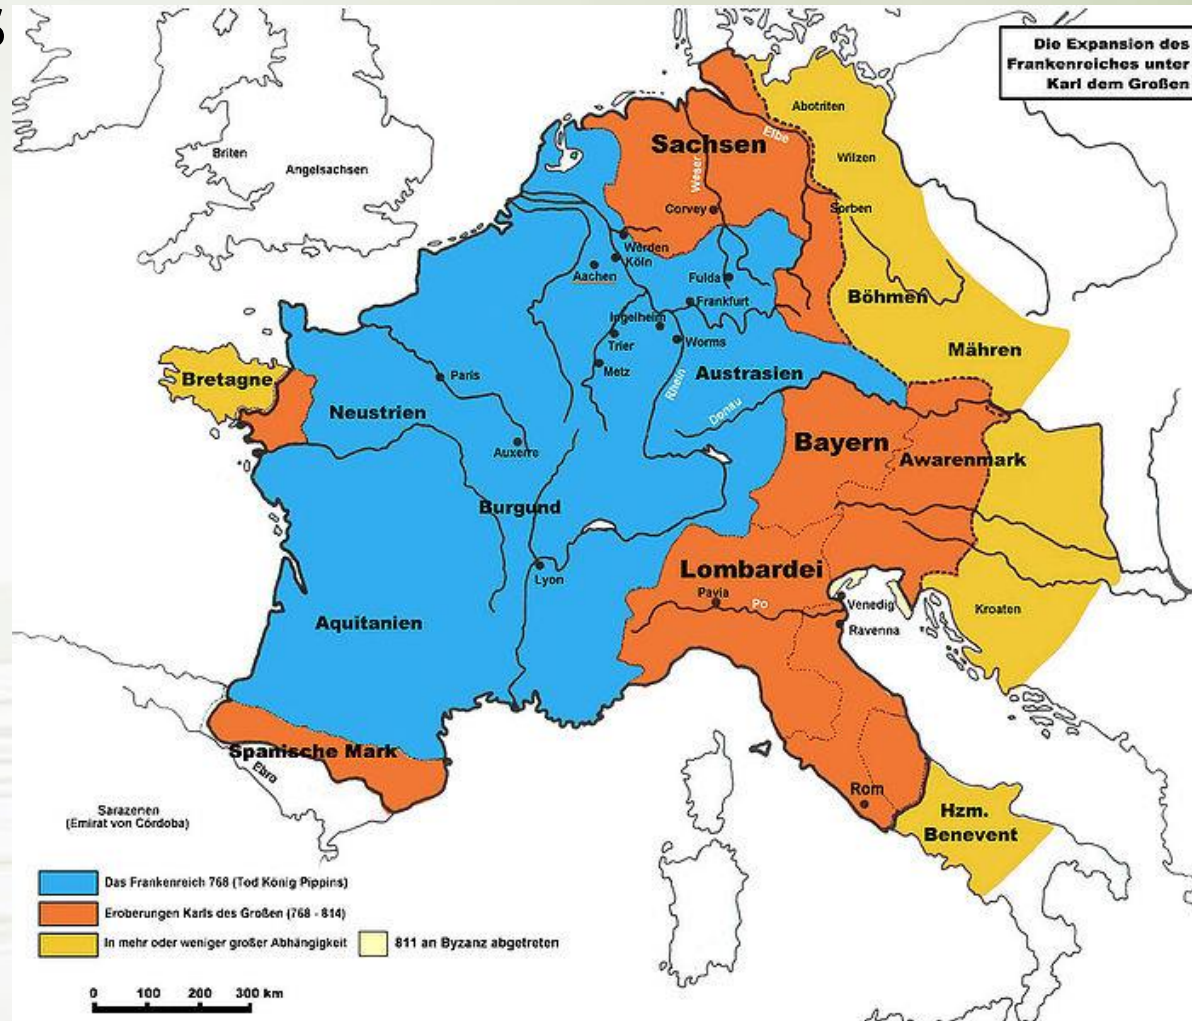 Die Expansion des
Frankenreiches unter
Karl dem Großen
Abotriten
Wilzen
Sorben
Briten
Angelsachsen
Sachsen
Elbe
Weser
Corvey
Werden
Köln
Aachen
Fulda
Frankfurt
Ingelheim
Trier
Worms
Metz
Rhein
Austrasien
Donau
Böhmen
Mähren
Bretagne
Neustrien
Paris
Auxerre
Burgund
Bayern
Awarenmark
Lombardei
Pavia
Po
Venedig
Ravenna
Kroaten
Lyon
Aquitanien
Spanische Mark
Ebro
Sarazenen
(Emirat von Córdoba)
Rom
Hzm.
Benevent
Das Frankenreich 768 (Tod König Pippins)
Eroberungen Karls des Großen (768 - 814)
In mehr oder weniger großer Abhängigkeit
811 an Byzanz abgetreten
0 100 200 300 km